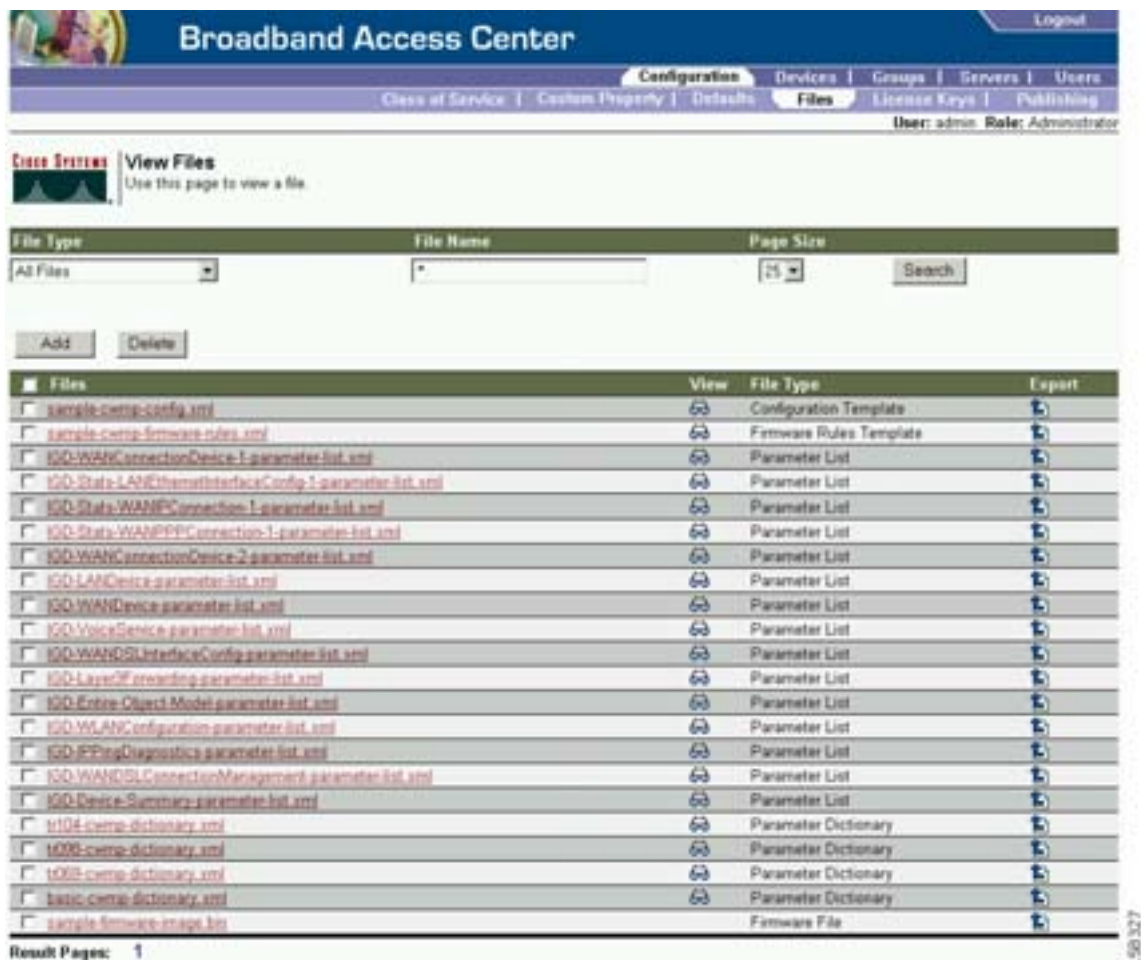 Logout
Broadband Access Center
Configuration Devices | Groups | Servers | Users
Class of Service | Custom Property | Defaults Files License Keys | Publishing
User: admin Role: Administrator
CISCO SYSTEMS
View Files
Use this page to view a file.
File Type File Name Page Size
All Files * 25 Search
Add Delete
Files View File Type Export
sample-cwmp-config.xml Configuration Template
sample-cwmp-firmware-rules.xml Firmware Rules Template
IGD-WANConnectionDevice-1-parameter-list.xml Parameter List
IGD-Stats-LANEthernetInterfaceConfig-1-parameter-list.xml Parameter List
IGD-Stats-WANIPConnection-1-parameter-list.xml Parameter List
IGD-Stats-WANPPPConnection-1-parameter-list.xml Parameter List
IGD-WANConnectionDevice-2-parameter-list.xml Parameter List
IGD-LANDevice-parameter-list.xml Parameter List
IGD-WANDevice-parameter-list.xml Parameter List
IGD-VoiceService-parameter-list.xml Parameter List
IGD-WANDSLInterfaceConfig-parameter-list.xml Parameter List
IGD-Layer3Forwarding-parameter-list.xml Parameter List
IGD-Entire-Object-Model-parameter-list.xml Parameter List
IGD-WLANConfiguration-parameter-list.xml Parameter List
IGD-IPPingDiagnostics-parameter-list.xml Parameter List
IGD-WANDSLConnectionManagement-parameter-list.xml Parameter List
IGD-Device-Summary-parameter-list.xml Parameter List
tr104-cwmp-dictionary.xml Parameter Dictionary
tr098-cwmp-dictionary.xml Parameter Dictionary
tr069-cwmp-dictionary.xml Parameter Dictionary
basic-cwmp-dictionary.xml Parameter Dictionary
sample-firmware-image.bin Firmware File
Result Pages: 1